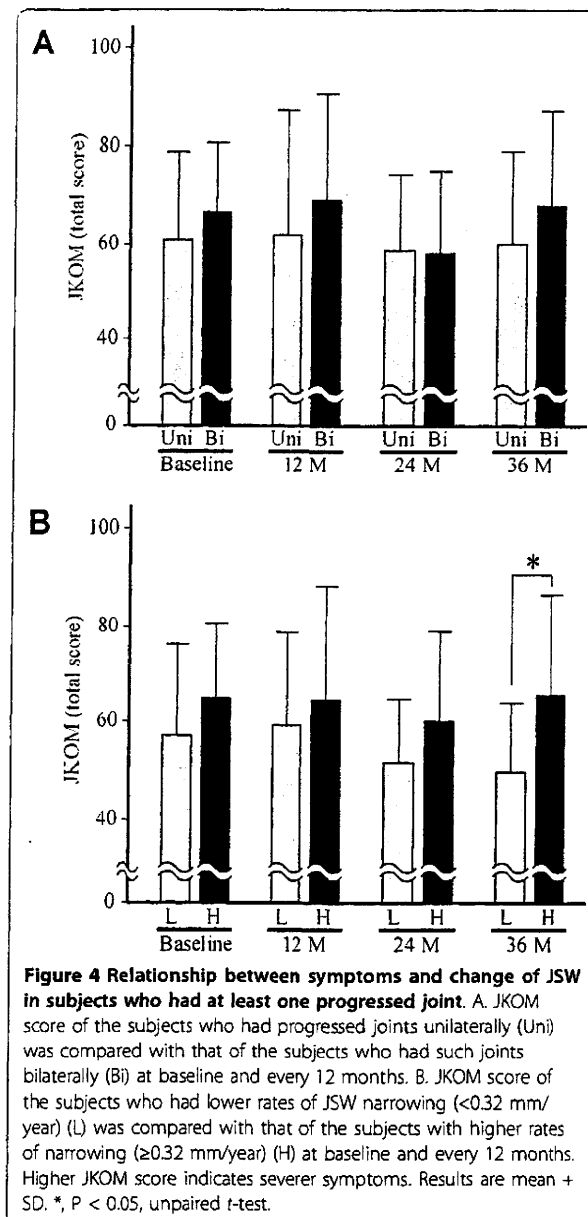 A
100
80
60
40
0
JKOM (total score)
Uni Bi Uni Bi Uni Bi Uni Bi
Baseline 12 M 24 M 36 M
B
100
80
60
40
0
JKOM (total score)
*
L H L H L H L H
Baseline 12 M 24 M 36 M
Figure 4 Relationship between symptoms and change of JSW
in subjects who had at least one progressed joint. A. JKOM
score of the subjects who had progressed joints unilaterally (Uni)
was compared with that of the subjects who had such joints
bilaterally (Bi) at baseline and every 12 months. B. JKOM score of
the subjects who had lower rates of JSW narrowing (<0.32 mm/
year) (L) was compared with that of the subjects with higher rates
of narrowing (≥0.32 mm/year) (H) at baseline and every 12 months.
Higher JKOM score indicates severer symptoms. Results are mean +
SD. *, P < 0.05, unpaired t-test.